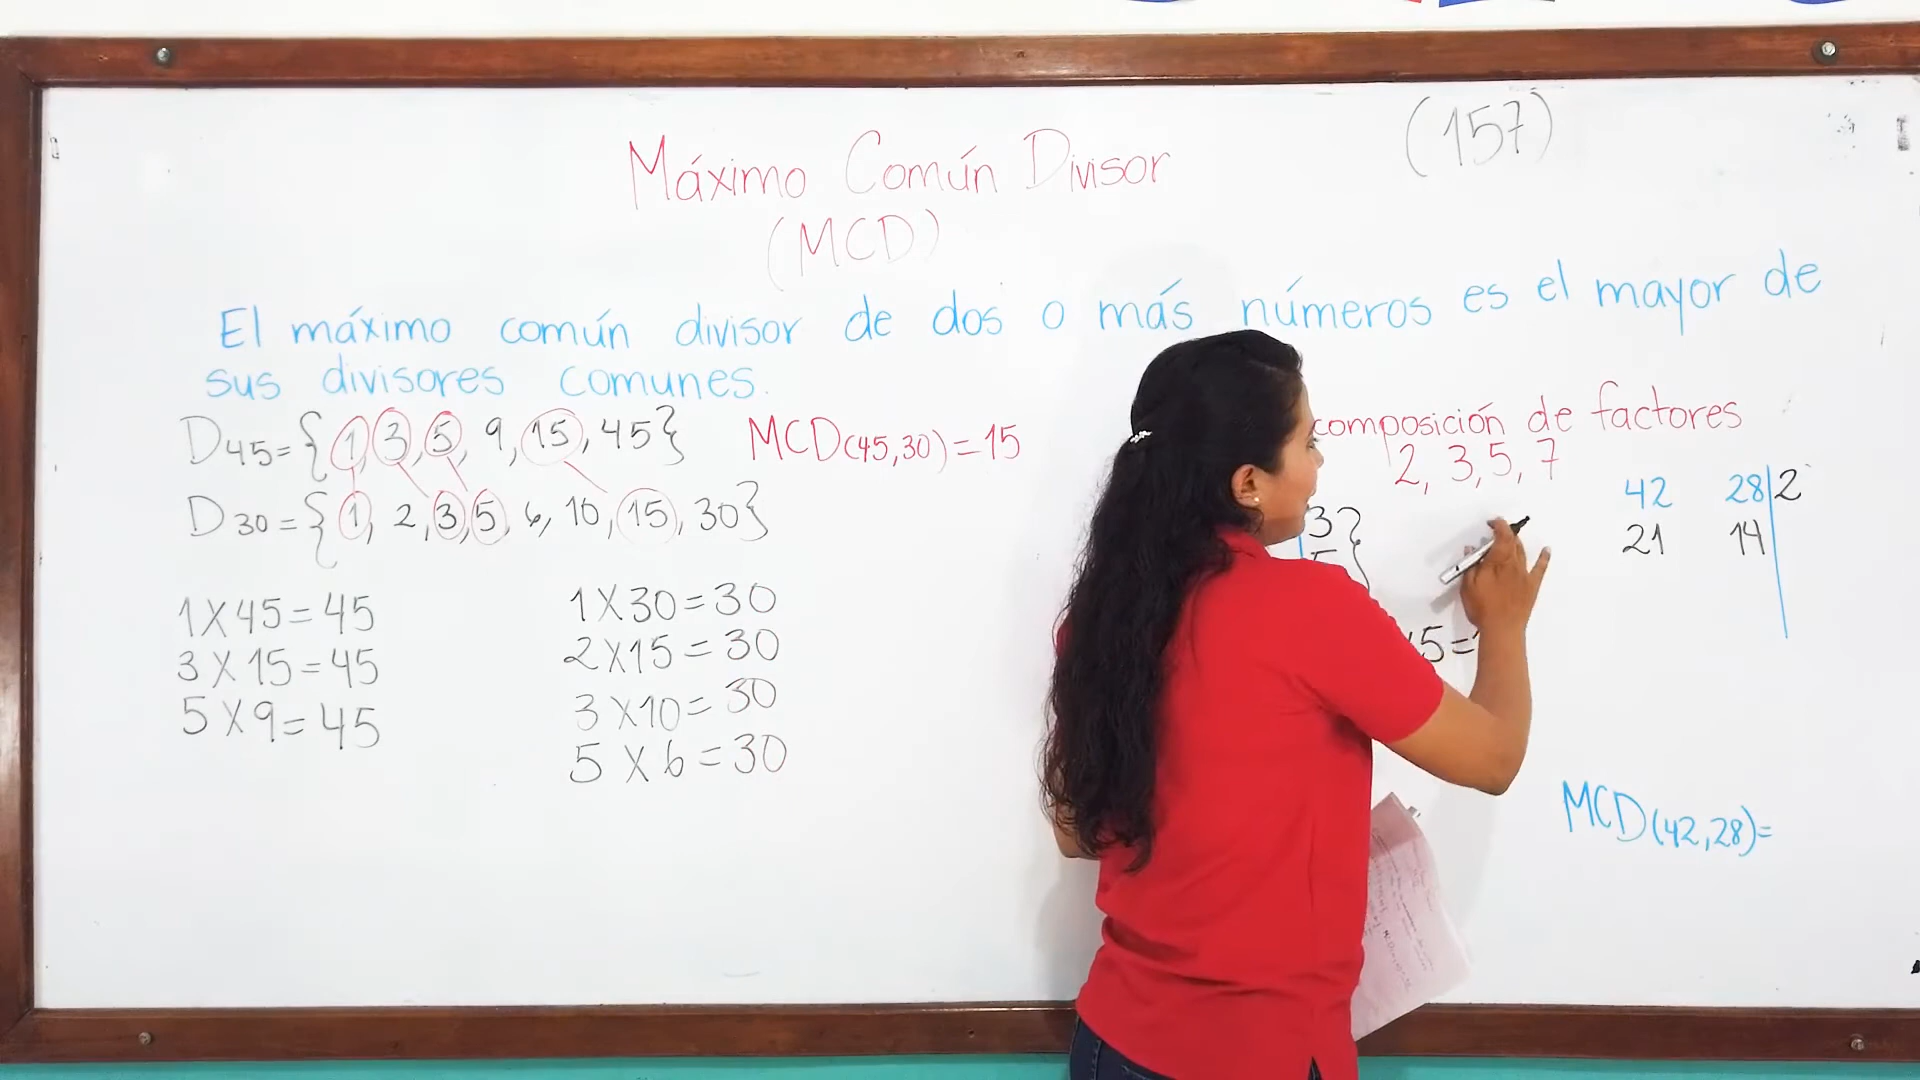 (157)
Máximo Común Divisor
(MCD)
El máximo común divisor de dos o más números es el mayor de
sus divisores comunes.
D45={1,3,5,9,15,45}
MCD(45,30)=15
D30={1,2,3,5,6,10,15,30}
1X45=45
3X15=45
5X9=45
1X30=30
2X15=30
3X10=30
5X6=30
composición de factores
2, 3, 5, 7
3}
5=
42 28|2
21 14
MCD(42,28)=